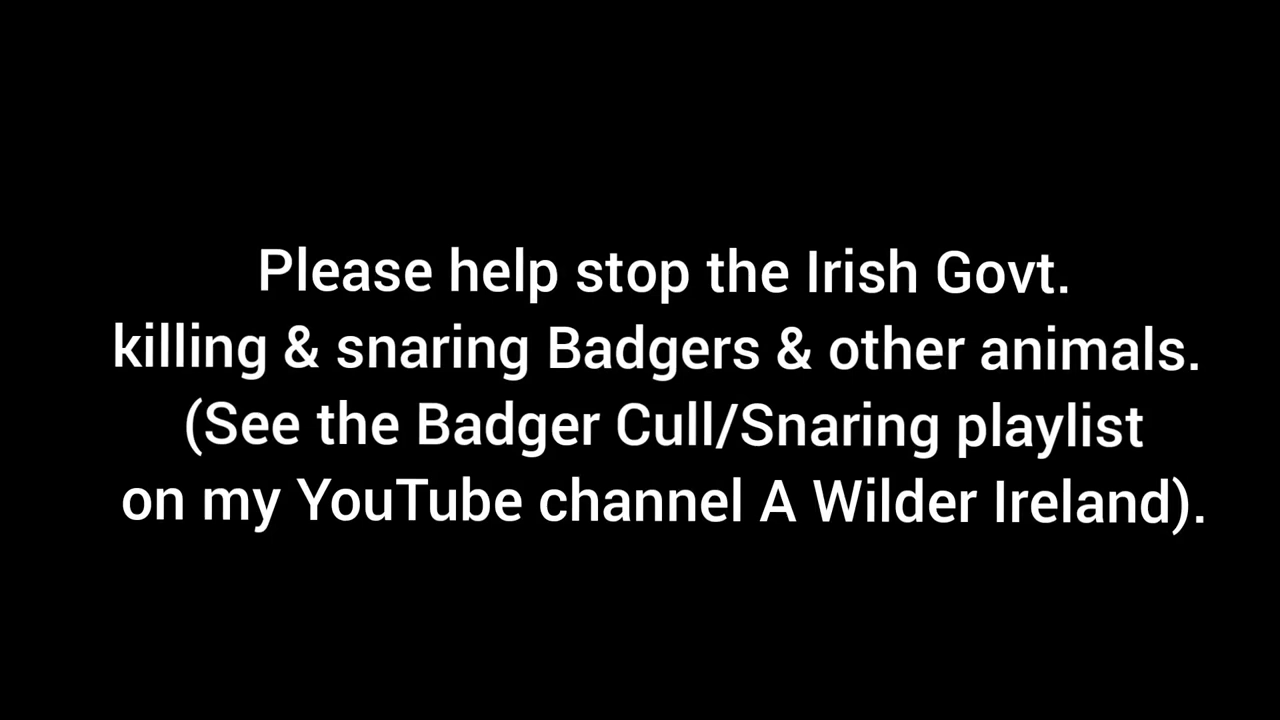 Please help stop the Irish Govt.
killing & snaring Badgers & other animals.
(See the Badger Cull/Snaring playlist
on my YouTube channel A Wilder Ireland).